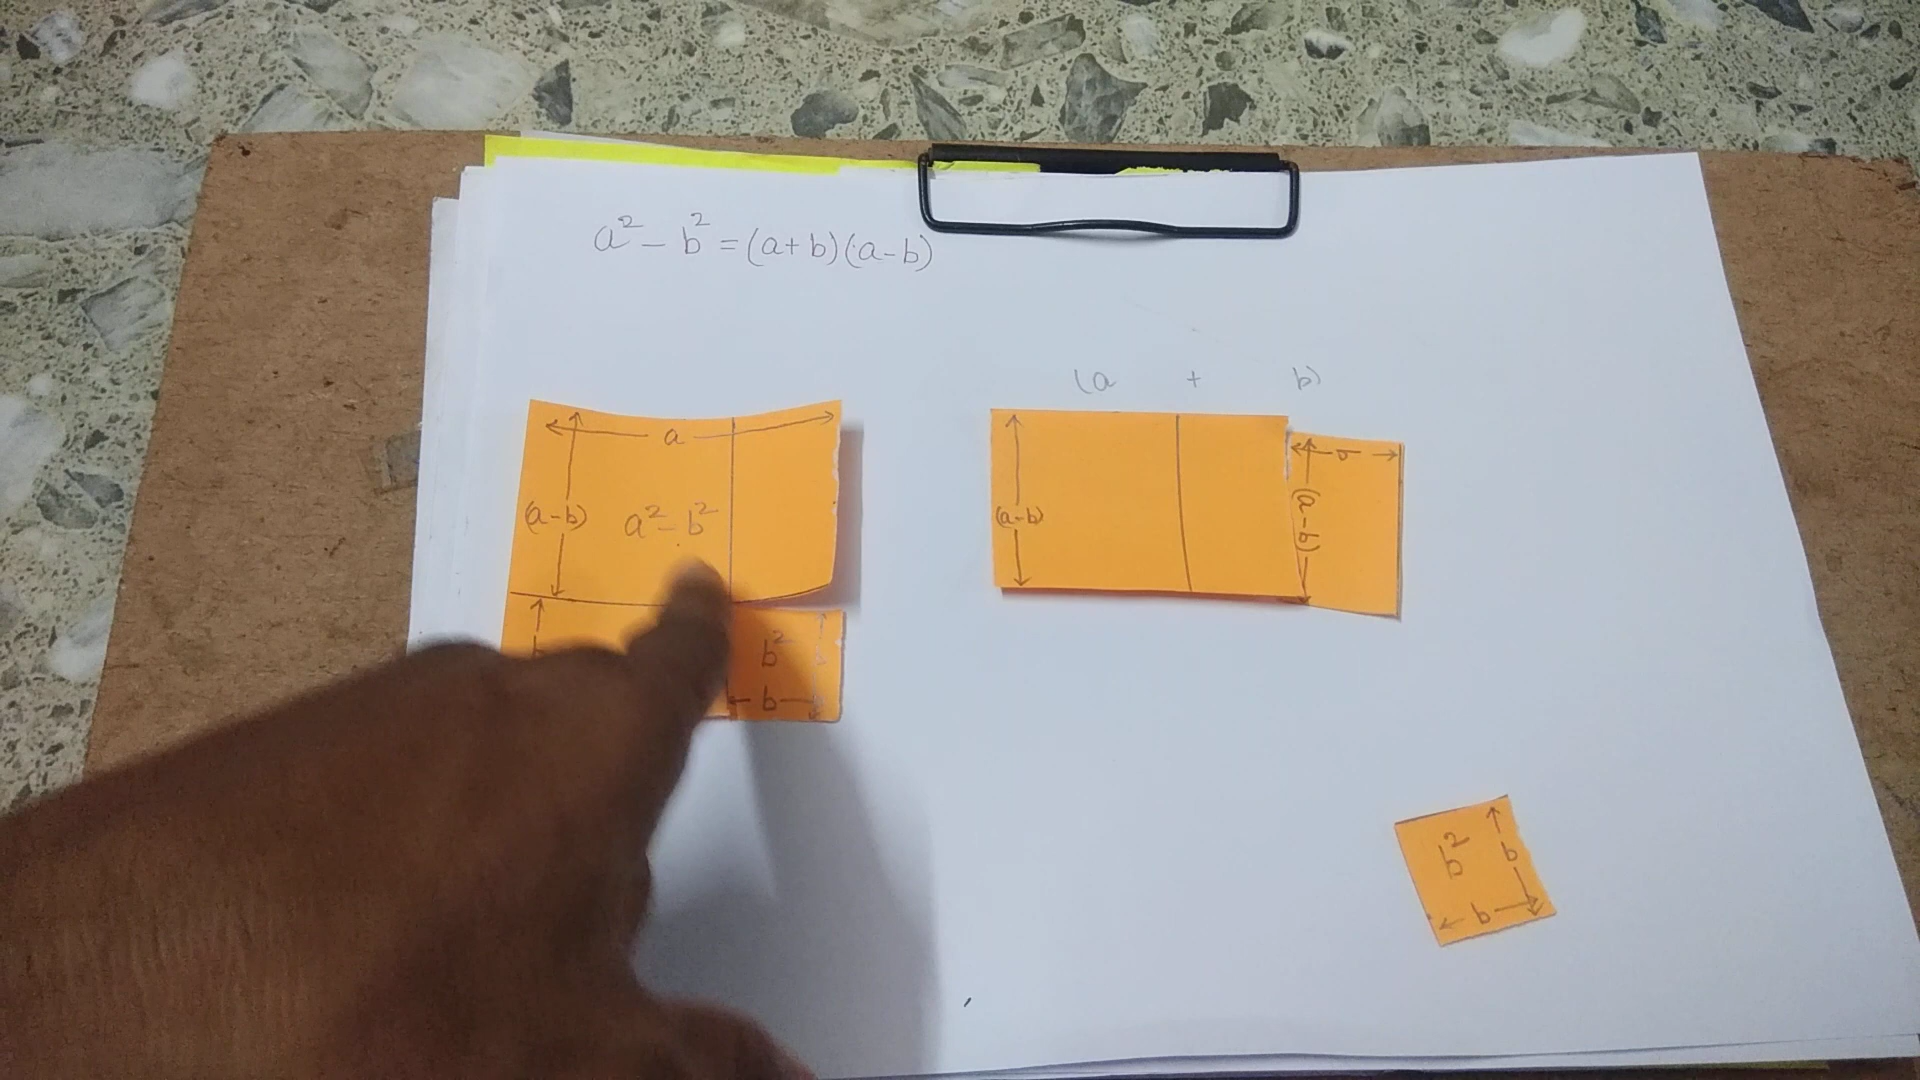 a² - b² = (a+b)(a-b)
(a + b)
a
(a-b)
a² - b²
b
b²
b
b
(a-b)
b
(a-b)
b²
b
b